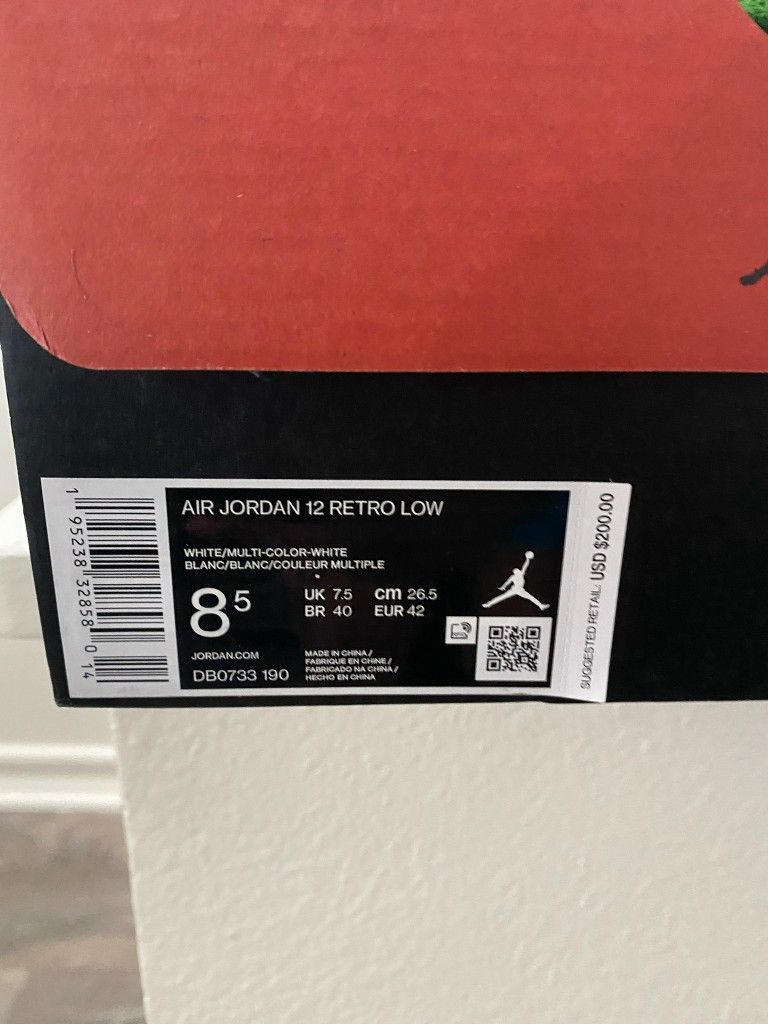 AIR JORDAN 12 RETRO LOW
WHITE/MULTI-COLOR-WHITE
BLANC/BLANC/COULEUR MULTIPLE
8 5
UK 7.5 cm 26.5
BR 40 EUR 42
JORDAN.COM
DB0733 190
MADE IN CHINA /
FABRIQUE EN CHINE /
FABRICADO NA CHINA /
HECHO EN CHINA
1 95238 32858 0 14
SUGGESTED RETAIL: USD $200.00